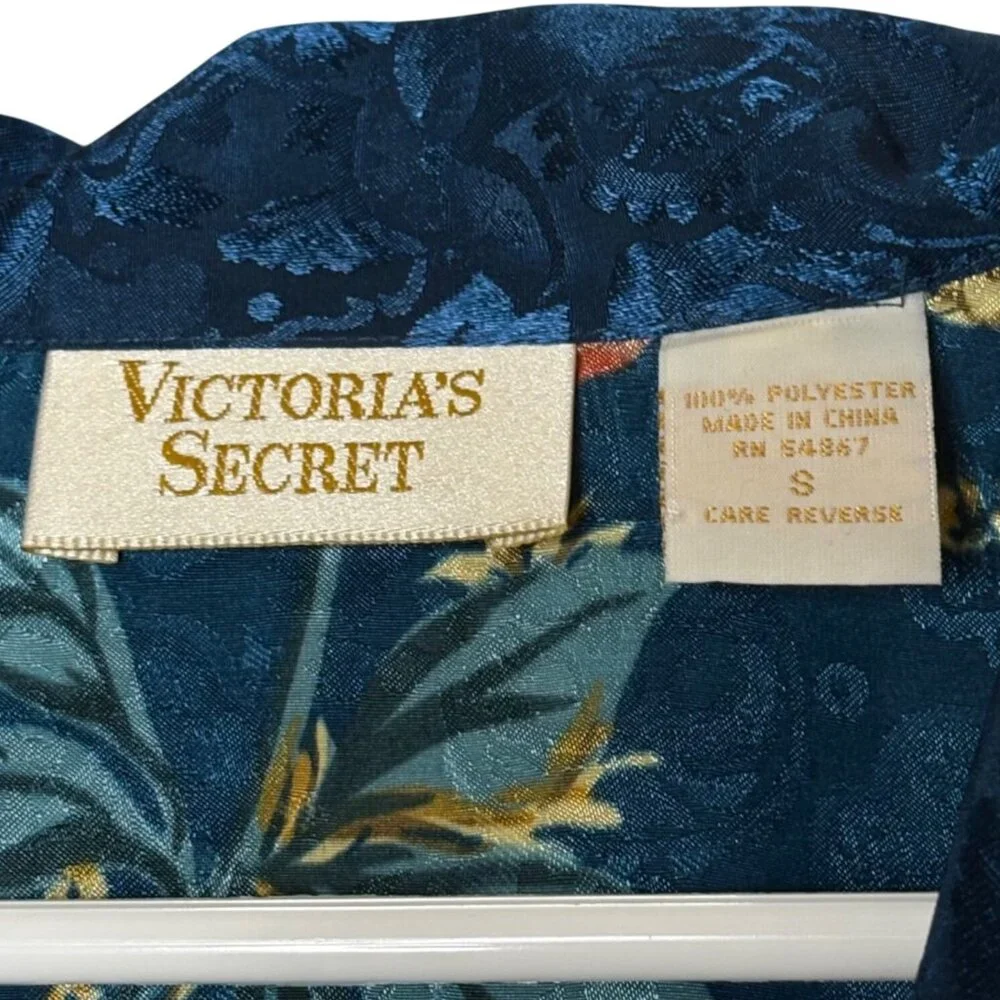 VICTORIA'S
SECRET
100% POLYESTER
MADE IN CHINA
RN 54867
S
CARE REVERSE